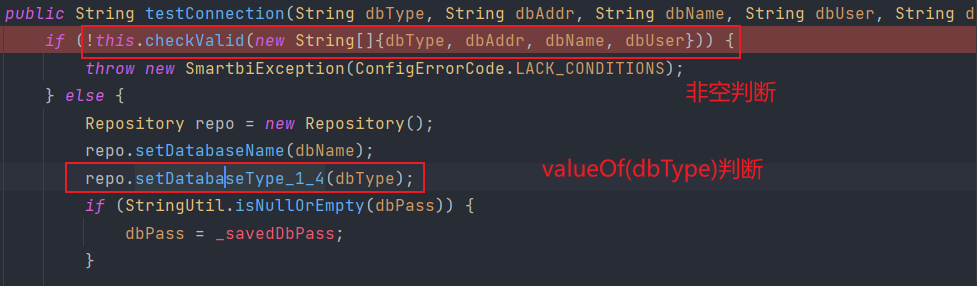 public String testConnection(String dbType, String dbAddr, String dbName, String dbUser, String d
if (!this.checkValid(new String[]{dbType, dbAddr, dbName, dbUser})) {
throw new SmartbiException(ConfigErrorCode.LACK_CONDITIONS);
非空判断
} else {
Repository repo = new Repository();
repo.setDatabaseName(dbName);
repo.setDatabaseType_1_4(dbType);
valueOf(dbType)判断
if (StringUtil.isNullOrEmpty(dbPass)) {
dbPass = _savedDbPass;
}